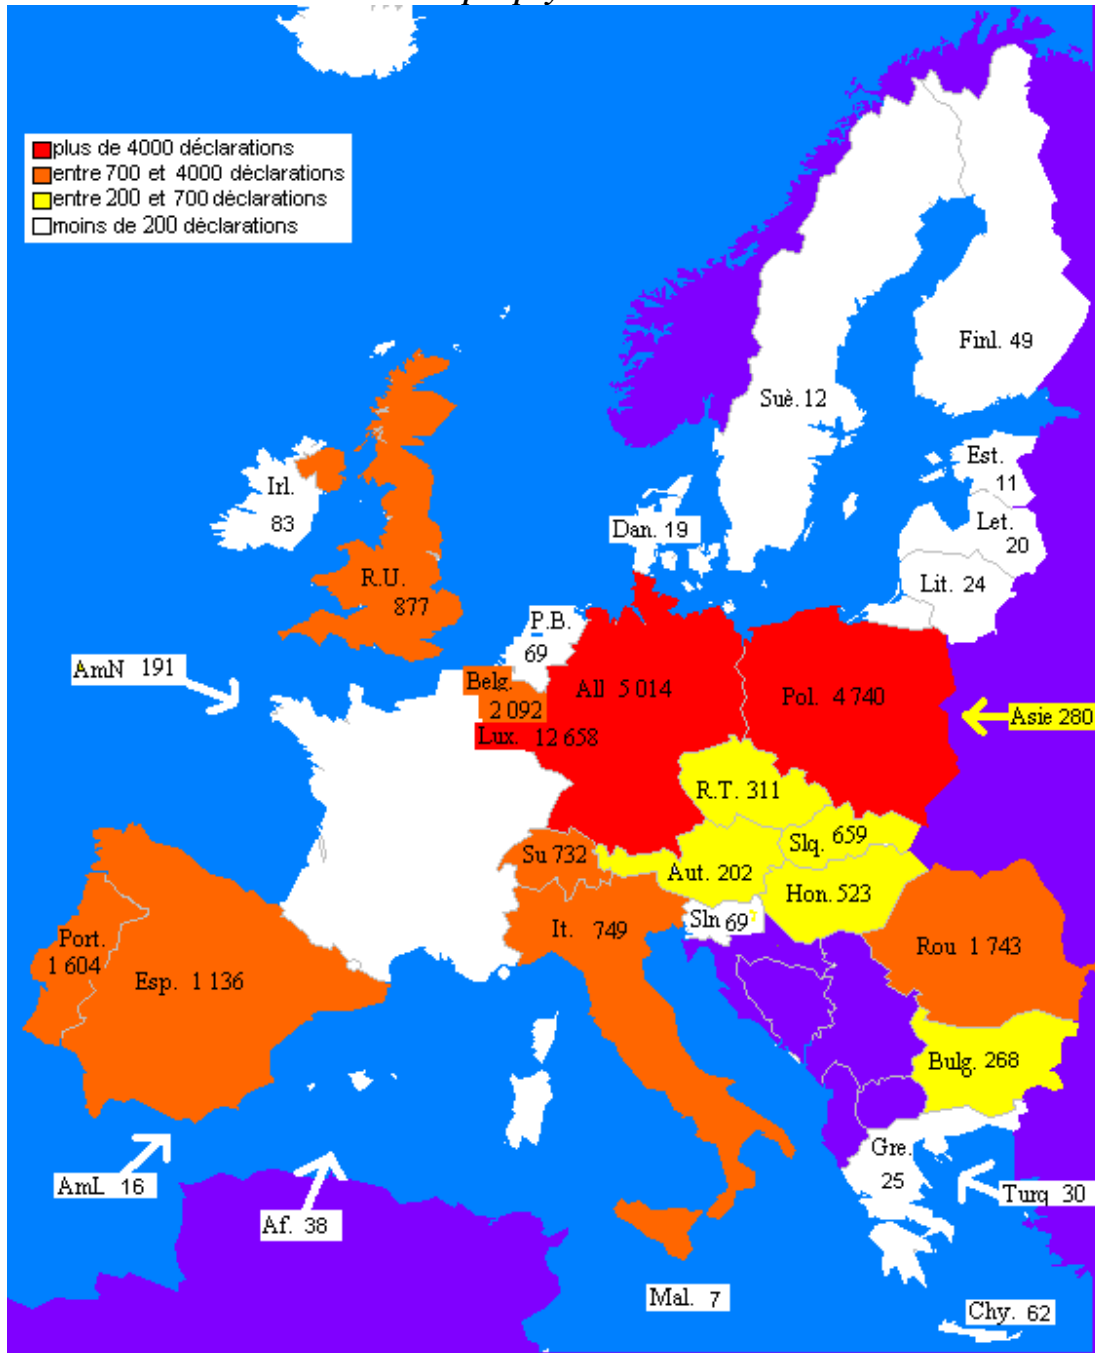 plus de 4000 déclarations
entre 700 et 4000 déclarations
entre 200 et 700 déclarations
moins de 200 déclarations
Finl. 49
Suè. 12
Est.
11
Irl.
83
Dan. 19
Let.
20
R.U.
877
Lit. 24
P.B.
69
AmN 191
Belg.
2 092
All 5 014
Pol. 4 740
Asie 280
Lux. 12 658
R.T. 311
Slq. 659
Su 732
Aut. 202
Hon. 523
Sln 69
It. 749
Port.
1 604
Esp. 1 136
Rou 1 743
Bulg. 268
Gre.
25
AmL 16
Turq 30
Af. 38
Mal. 7
Chy. 62